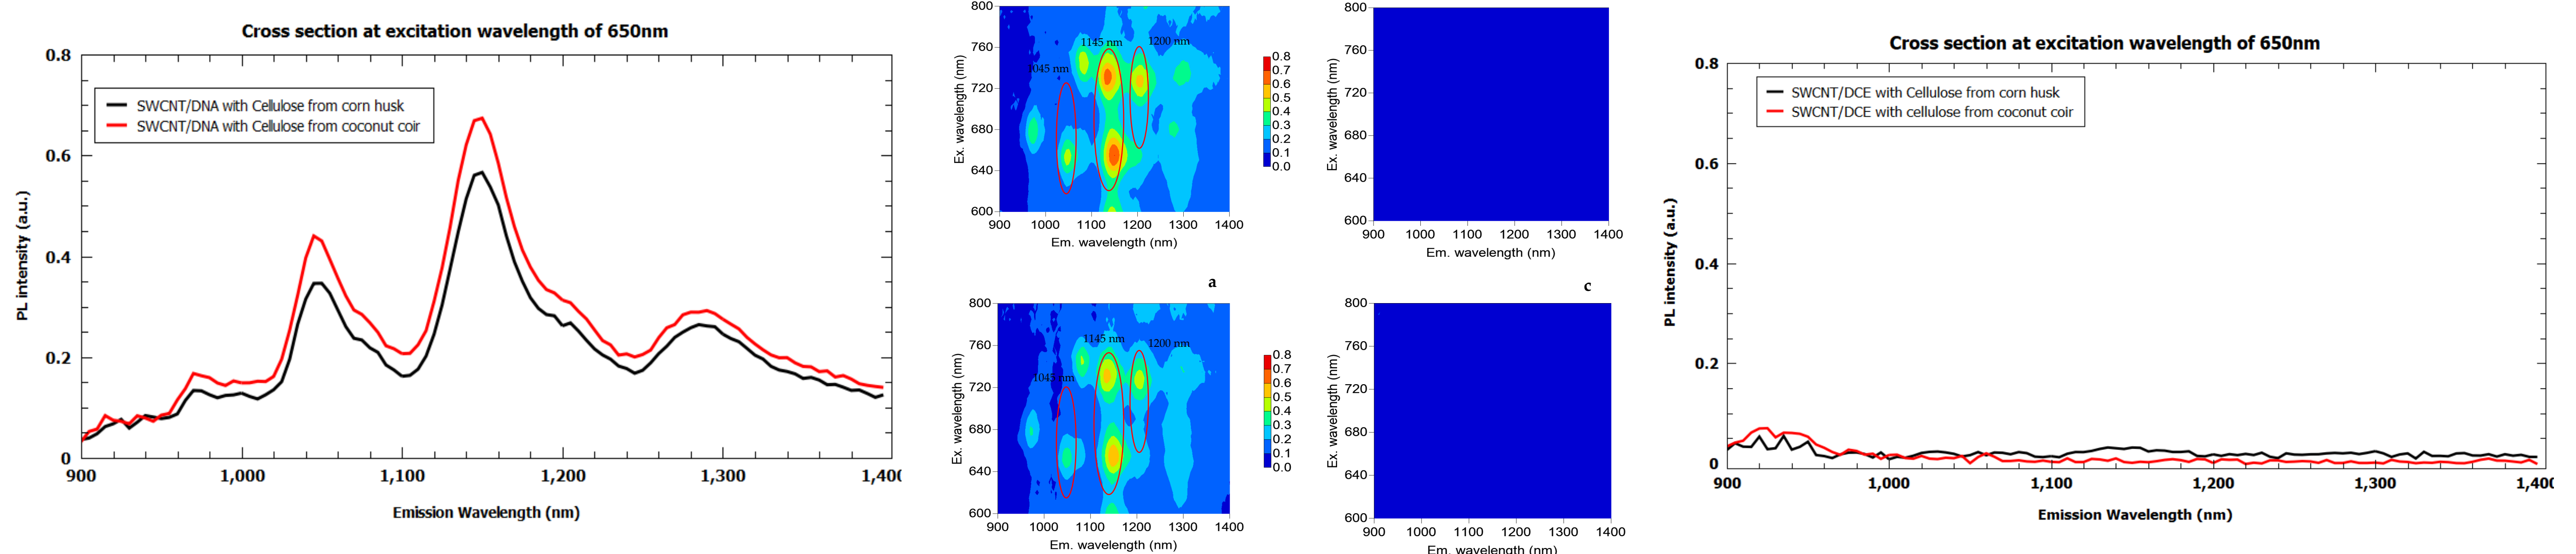 Cross section at excitation wavelength of 650nm
0.8
0.6
0.4
0.2
0
PL intensity (a.u.)
SWCNT/DNA with Cellulose from corn husk
SWCNT/DNA with Cellulose from coconut coir
900 1,000 1,100 1,200 1,300 1,40
Emission Wavelength (nm)
800
760
720
680
640
600
Ex. wavelength (nm)
1045 nm
1145 nm
1200 nm
0.8
0.7
0.6
0.5
0.4
0.3
0.2
0.1
0.0
900 1000 1100 1200 1300 1400
Em. wavelength (nm)
a
800
760
720
680
640
600
Ex. wavelength (nm)
900 1000 1100 1200 1300 1400
Em. wavelength (nm)
c
800
760
720
680
640
600
Ex. wavelength (nm)
1045 nm
1145 nm
1200 nm
0.8
0.7
0.6
0.5
0.4
0.3
0.2
0.1
0.0
900 1000 1100 1200 1300 1400
Em. wavelength (nm)
800
760
720
680
640
600
Ex. wavelength (nm)
900 1000 1100 1200 1300 1400
Em. wavelength (nm)
Cross section at excitation wavelength of 650nm
0.8
0.6
0.4
0.2
0
PL intensity (a.u.)
SWCNT/DCE with Cellulose from corn husk
SWCNT/DCE with cellulose from coconut coir
900 1,000 1,100 1,200 1,300 1,40
Emission Wavelength (nm)